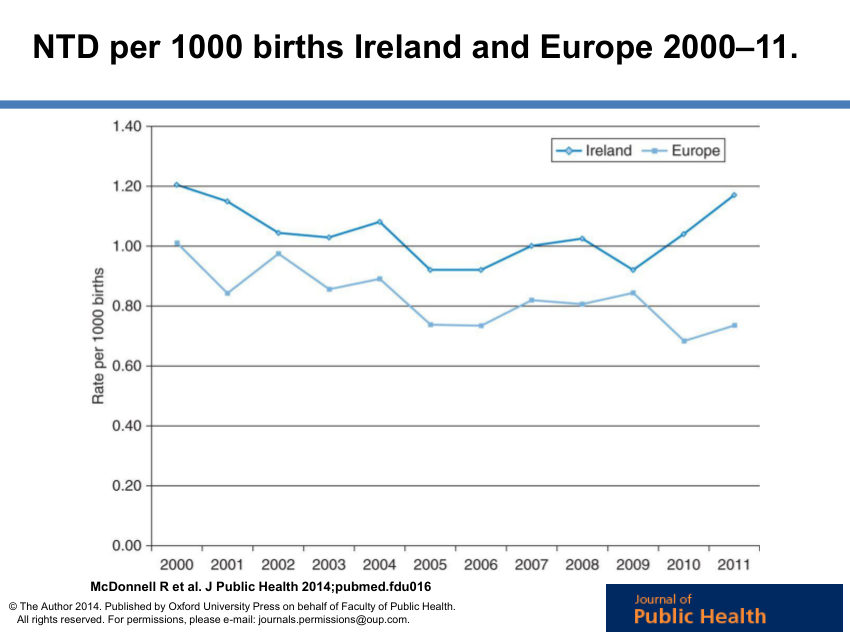 NTD per 1000 births Ireland and Europe 2000–11.
1.40
Ireland Europe
1.20
1.00
0.80
0.60
0.40
0.20
0.00
Rate per 1000 births
2000 2001 2002 2003 2004 2005 2006 2007 2008 2009 2010 2011
McDonnell R et al. J Public Health 2014;pubmed.fdu016
© The Author 2014. Published by Oxford University Press on behalf of Faculty of Public Health.
All rights reserved. For permissions, please e-mail: journals.permissions@oup.com.
Journal of
Public Health